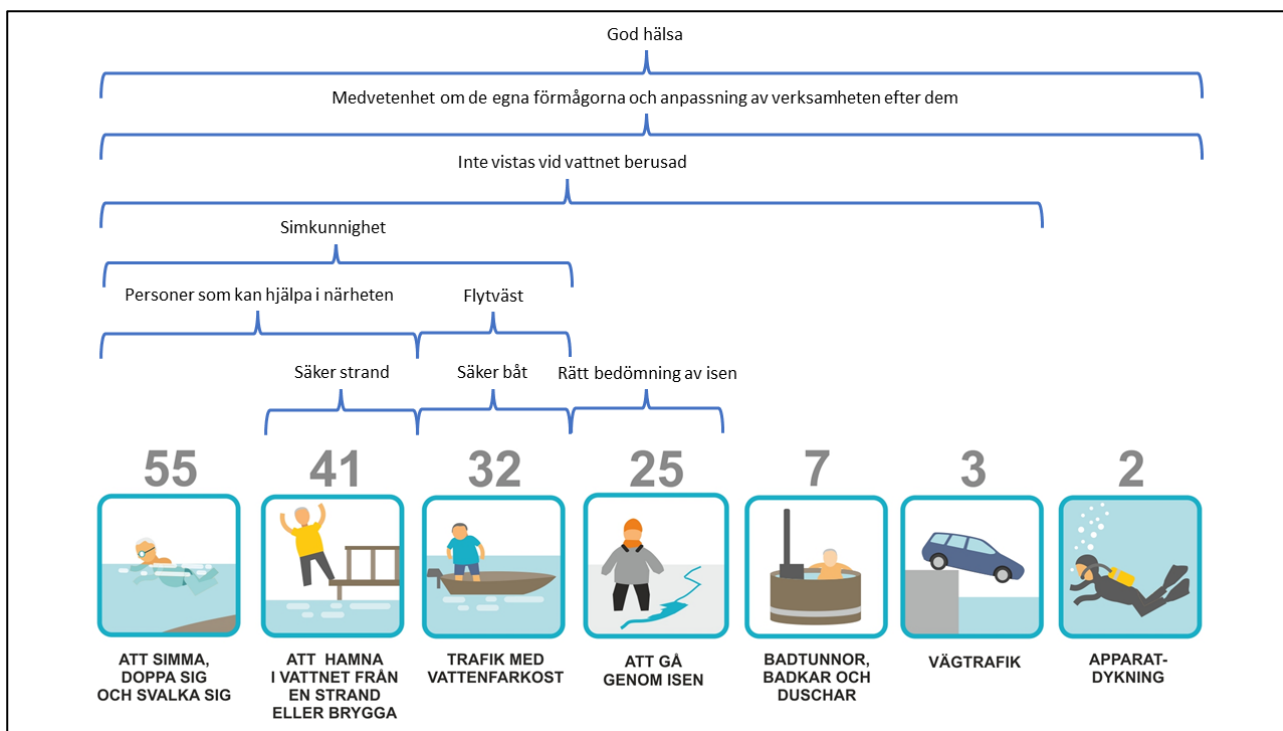 God hälsa
Medvetenhet om de egna förmågorna och anpassning av verksamheten efter dem
Inte vistas vid vattnet berusad
Simkunnighet
Personer som kan hjälpa i närheten
Flytväst
Säker strand
Säker båt
Rätt bedömning av isen
55
41
32
25
7
3
2
ATT SIMMA,
DOPPA SIG
OCH SVALKA SIG
ATT HAMNA
I VATTNET FRÅN
EN STRAND
ELLER BRYGGA
TRAFIK MED
VATTENFARKOST
ATT GÅ
GENOM ISEN
BADTUNNOR,
BADKAR OCH
DUSCHAR
VÄGTRAFIK
APPARAT-
DYKNING